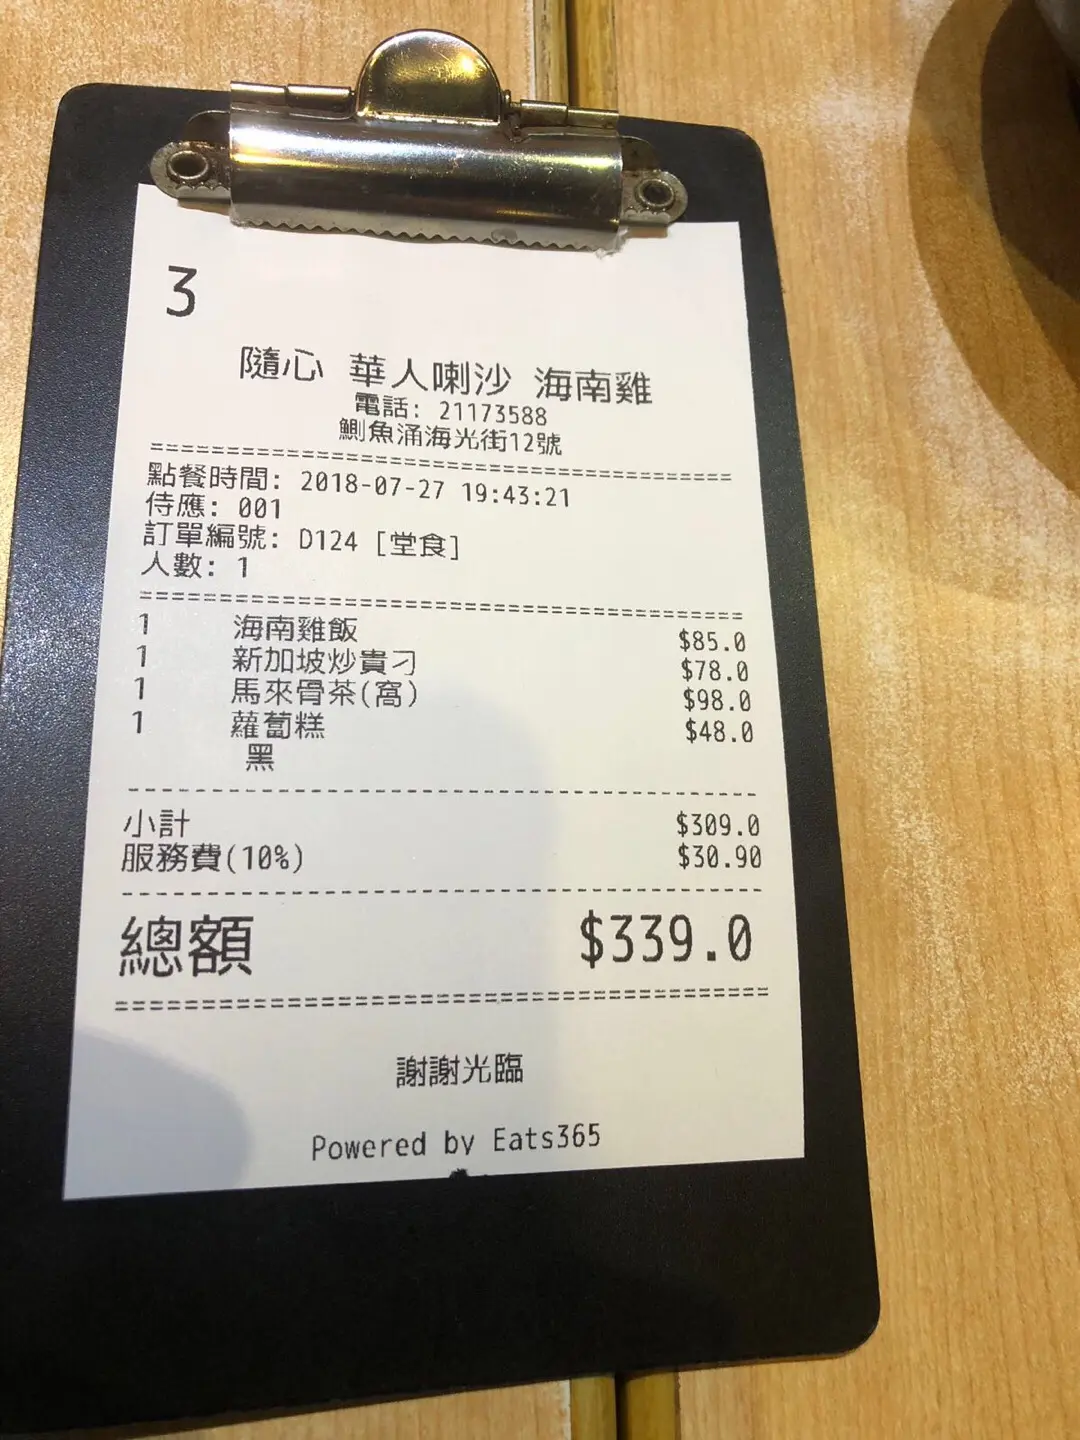 3
隨心 華人喇沙 海南雞
電話: 21173588
鰂魚涌海光街12號
================================================
點餐時間: 2018-07-27 19:43:21
侍應: 001
訂單編號: D124 [堂食]
人數: 1
================================================
1 海南雞飯 $85.0
1 新加坡炒貴刁 $78.0
1 馬來骨茶(窩) $98.0
1 蘿蔔糕 $48.0
黑
------------------------------------------------
小計 $309.0
服務費(10%) $30.90
------------------------------------------------
總額 $339.0
================================================
謝謝光臨
Powered by Eats365